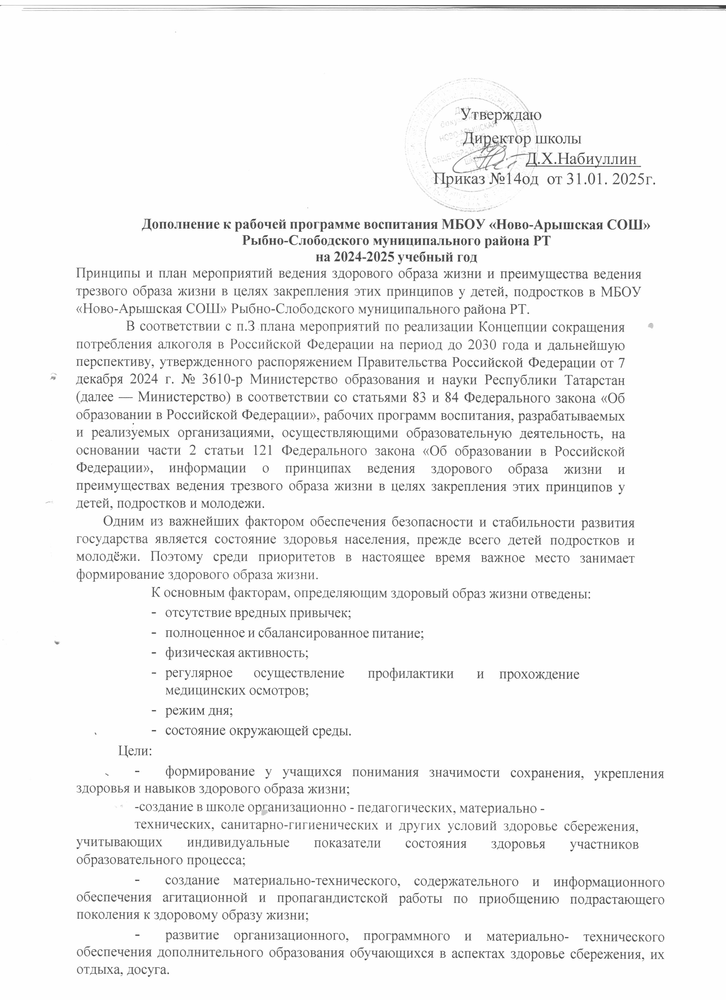 Утверждаю
Для
документов
Директор школы
НОВО-АРЫШСКАЯ
СРЕДНЯЯ
ОБЩЕОБРАЗОВАТЕЛЬНАЯ
ШКОЛА
Д.Х.Набиуллин
Приказ №14од от 31.01. 2025г.
Дополнение к рабочей программе воспитания МБОУ «Ново-Арышская СОШ»
Рыбно-Слободского муниципального района РТ
на 2024-2025 учебный год
Принципы и план мероприятий ведения здорового образа жизни и преимущества ведения
трезвого образа жизни в целях закрепления этих принципов у детей, подростков в МБОУ
«Ново-Арышская СОШ» Рыбно-Слободского муниципального района РТ.
В соответствии с п.З плана мероприятий по реализации Концепции сокращения
потребления алкоголя в Российской Федерации на период до 2030 года и дальнейшую
перспективу, утвержденного распоряжением Правительства Российской Федерации от 7
декабря 2024 г. № 3610-р Министерство образования и науки Республики Татарстан
(далее — Министерство) в соответствии со статьями 83 и 84 Федерального закона «Об
образовании в Российской Федерации», рабочих программ воспитания, разрабатываемых
и реализуемых организациями, осуществляющими образовательную деятельность, на
основании части 2 статьи 121 Федерального закона «Об образовании в Российской
Федерации», информации о принципах ведения здорового образа жизни и
преимуществах ведения трезвого образа жизни в целях закрепления этих принципов у
детей, подростков и молодежи.
Одним из важнейших фактором обеспечения безопасности и стабильности развития
государства является состояние здоровья населения, прежде всего детей подростков и
молодёжи. Поэтому среди приоритетов в настоящее время важное место занимает
формирование здорового образа жизни.
К основным факторам, определяющим здоровый образ жизни отведены:
- отсутствие вредных привычек;
- полноценное и сбалансированное питание;
- физическая активность;
- регулярное осуществление профилактики и прохождение
медицинских осмотров;
- режим дня;
- состояние окружающей среды.
Цели:
- формирование у учащихся понимания значимости сохранения, укрепления
здоровья и навыков здорового образа жизни;
-создание в школе организационно - педагогических, материально -
технических, санитарно-гигиенических и других условий здоровье сбережения,
учитывающих индивидуальные показатели состояния здоровья участников
образовательного процесса;
- создание материально-технического, содержательного и информационного
обеспечения агитационной и пропагандистской работы по приобщению подрастающего
поколения к здоровому образу жизни;
- развитие организационного, программного и материально- технического
обеспечения дополнительного образования обучающихся в аспектах здоровье сбережения, их
отдыха, досуга.